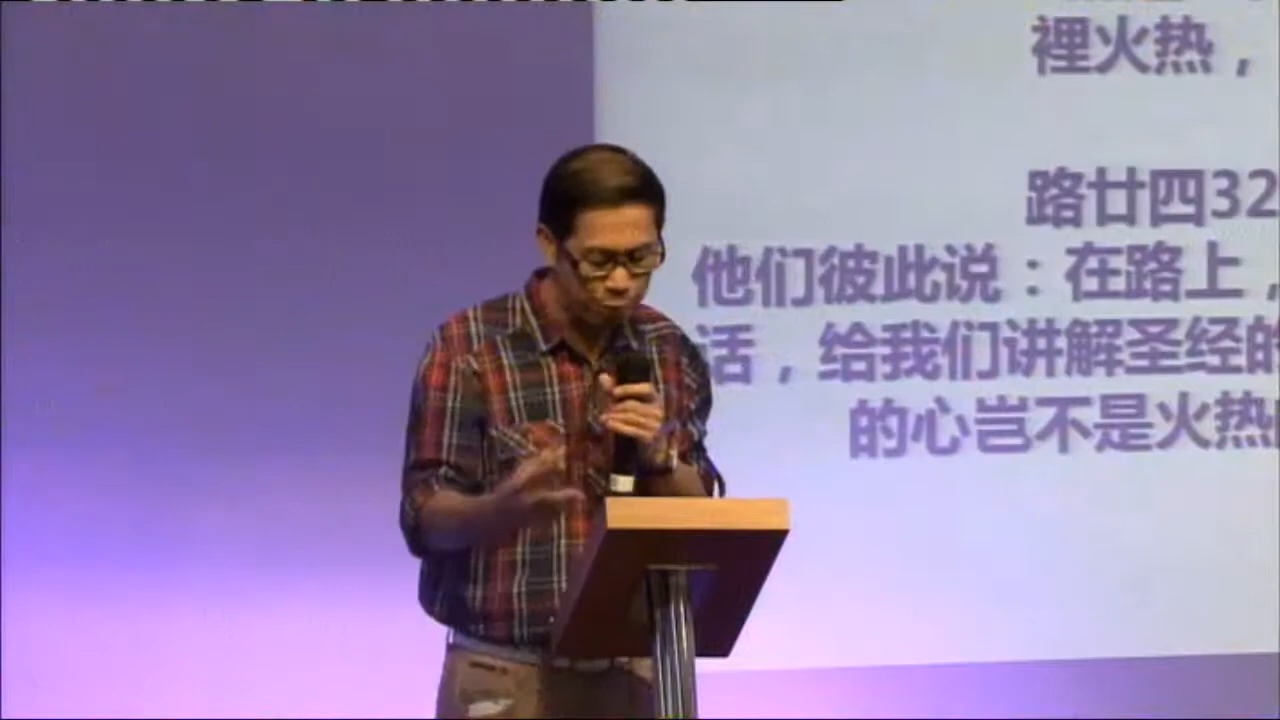 裡火热，
路廿四32
他们彼此说：在路上，
话，给我们讲解圣经的
的心岂不是火热